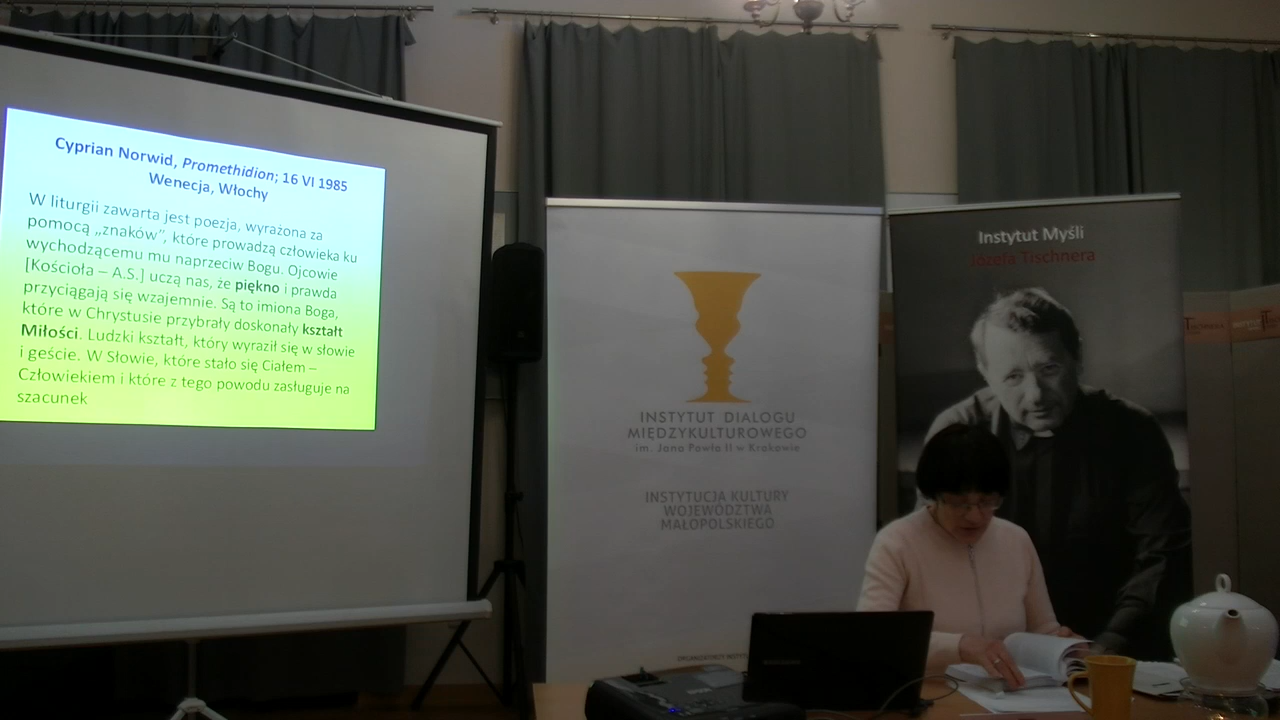 Cyprian Norwid, Promethidion; 16 VI 1985
Wenecja, Włochy
W liturgii zawarta jest poezja, wyrażona za
pomocą „znaków”, które prowadzą człowieka ku
wychodzącemu mu naprzeciw Bogu. Ojcowie
[Kościoła – A.S.] uczą nas, że piękno i prawda
przyciągają się wzajemnie. Są to imiona Boga,
które w Chrystusie przybrały doskonały kształt
Miłości. Ludzki kształt, który wyraził się w słowie
i geście. W Słowie, które stało się Ciałem –
Człowiekiem i które z tego powodu zasługuje na
szacunek
INSTYTUT DIALOGU
MIĘDZYKULTUROWEGO
im. Jana Pawła II w Krakowie
INSTYTUCJA KULTURY
WOJEWÓDZTWA
MAŁOPOLSKIEGO
Instytut Myśli
Józefa Tischnera